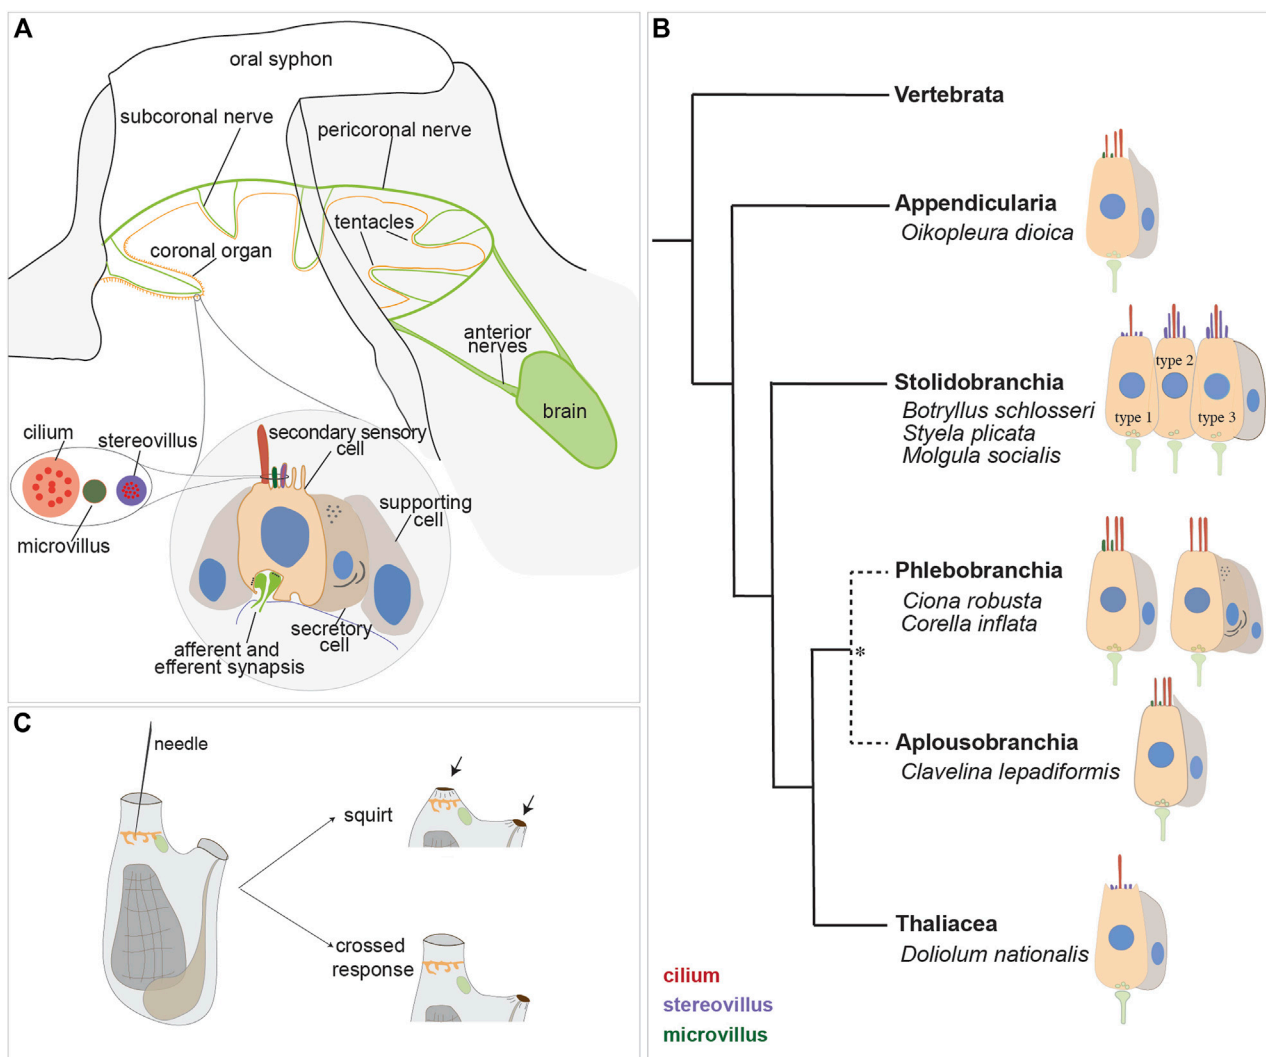 A
oral syphon
subcoronal nerve
pericoronal nerve
tentacles
coronal organ
anterior
nerves
brain
cilium
stereovillus
microvillus
secondary sensory
cell
supporting
cell
secretory
cell
afferent and
efferent synapsis
B
Vertebrata
Appendicularia
Oikopleura dioica
Stolidobranchia
Botryllus schlosseri
Styela plicata
Molgula socialis
type 1
type 2
type 3
Phlebobranchia
Ciona robusta
Corella inflata
*
Aplousobranchia
Clavelina lepadiformis
Thaliacea
Doliolum nationalis
cilium
stereovillus
microvillus
C
needle
squirt
crossed
response